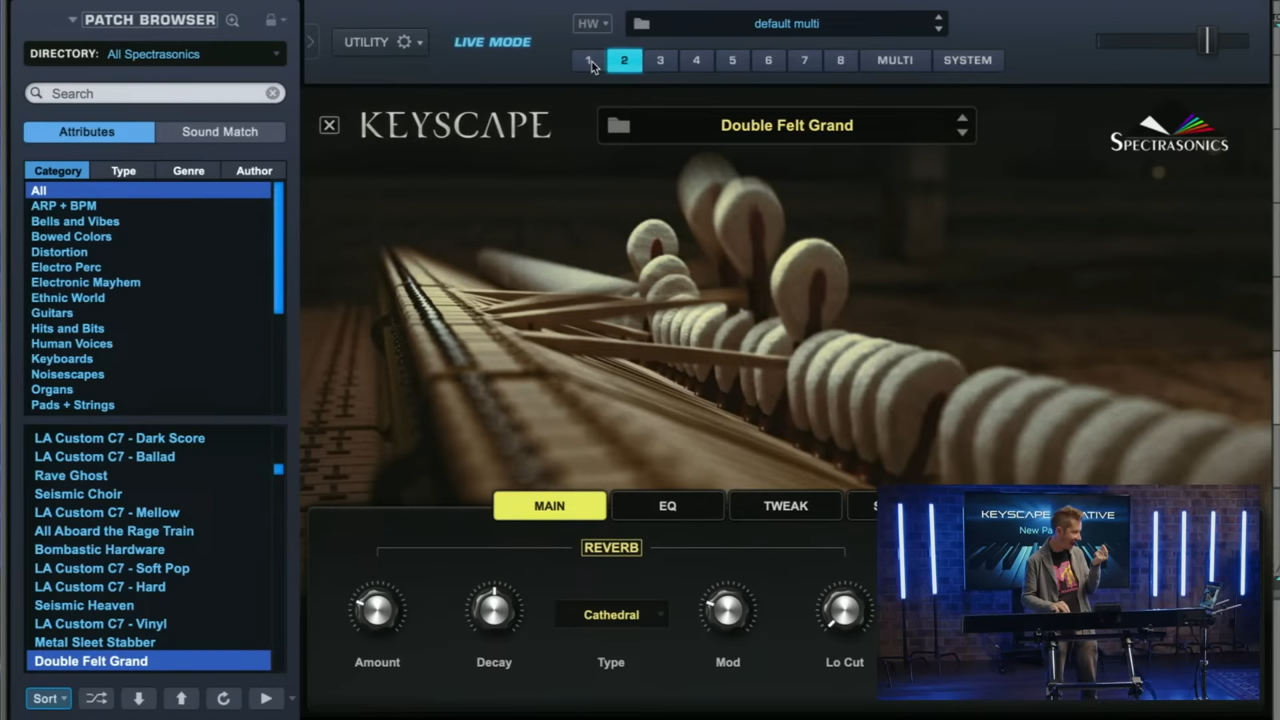 PATCH BROWSER
DIRECTORY: All Spectrasonics
Search
Attributes
Sound Match
Category
Type
Genre
Author
All
ARP + BPM
Bells and Vibes
Bowed Colors
Distortion
Electro Perc
Electronic Mayhem
Ethnic World
Guitars
Hits and Bits
Human Voices
Keyboards
Noisescapes
Organs
Pads + Strings
LA Custom C7 - Dark Score
LA Custom C7 - Ballad
Rave Ghost
Seismic Choir
LA Custom C7 - Mellow
All Aboard the Rage Train
Bombastic Hardware
LA Custom C7 - Soft Pop
LA Custom C7 - Hard
Seismic Heaven
LA Custom C7 - Vinyl
Metal Sleet Stabber
Double Felt Grand
Sort
UTILITY
LIVE MODE
HW
default multi
1 2 3 4 5 6 7 8 MULTI SYSTEM
KEYSCAPE
Double Felt Grand
SPECTRASONICS
MAIN
EQ
TWEAK
S
REVERB
Cathedral
Amount
Decay
Type
Mod
Lo Cut
KEYSCAPE
New